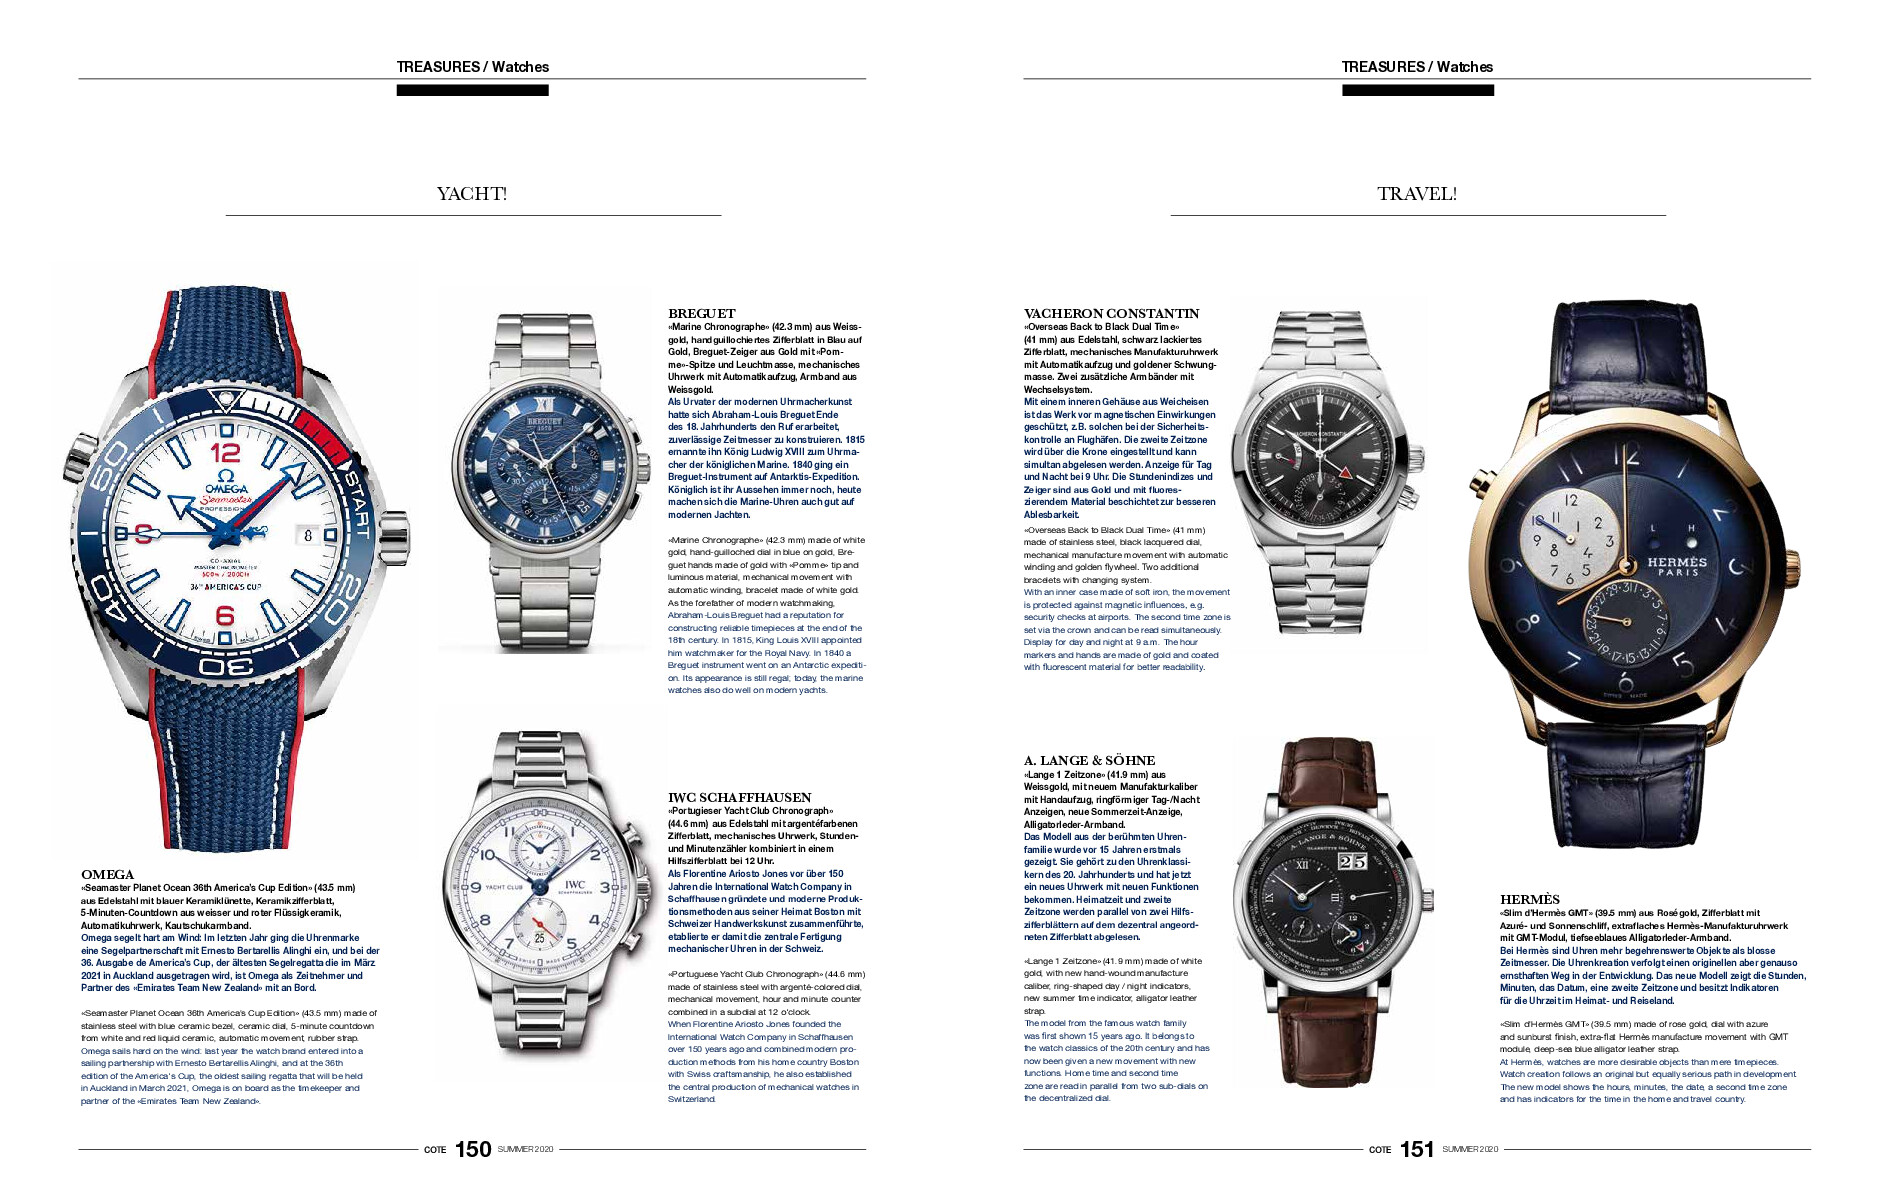 TREASURES / Watches
YACHT!
OMEGA
«Seamaster Planet Ocean 36th America's Cup Edition» (43.5 mm)
aus Edelstahl mit blauer Keramiklünette, Keramikzifferblatt,
5-Minuten-Countdown aus weisser und roter Flüssigkeramik,
Automatikuhrwerk, Kautschukarmband.
Omega segelt hart am Wind: Im letzten Jahr ging die Uhrenmarke
eine Segelpartnerschaft mit Ernesto Bertarellis Alinghi ein, und bei der
36. Ausgabe de America's Cup, der ältesten Segelregatta die im März
2021 in Auckland ausgetragen wird, ist Omega als Zeitnehmer und
Partner des «Emirates Team New Zealand» mit an Bord.
«Seamaster Planet Ocean 36th America's Cup Edition» (43.5 mm) made of
stainless steel with blue ceramic bezel, ceramic dial, 5-minute countdown
from white and red liquid ceramic, automatic movement, rubber strap.
Omega sails hard on the wind: last year the watch brand entered into a
sailing partnership with Ernesto Bertarellis Alinghi, and at the 36th
edition of the America's Cup, the oldest sailing regatta that will be held
in Auckland in March 2021, Omega is on board as the timekeeper and
partner of the «Emirates Team New Zealand».
BREGUET
«Marine Chronographe» (42.3 mm) aus Weiss-
gold, handguillochiertes Zifferblatt in Blau auf
Gold, Breguet-Zeiger aus Gold mit «Pom-
me»-Spitze und Leuchtmasse, mechanisches
Uhrwerk mit Automatikaufzug, Armband aus
Weissgold.
Als Urvater der modernen Uhrmacherkunst
hatte sich Abraham-Louis Breguet Ende
des 18. Jahrhunderts den Ruf erarbeitet,
zuverlässige Zeitmesser zu konstruieren. 1815
ernannte ihn König Ludwig XVIII zum Uhrma-
cher der königlichen Marine. 1840 ging ein
Breguet-Instrument auf Antarktis-Expedition.
Königlich ist ihr Aussehen immer noch, heute
machen sich die Marine-Uhren auch gut auf
modernen Jachten.
«Marine Chronographe» (42.3 mm) made of white
gold, hand-guilloched dial in blue on gold, Bre-
guet hands made of gold with «Pomme» tip and
luminous material, mechanical movement with
automatic winding, bracelet made of white gold.
As the forefather of modern watchmaking,
Abraham-Louis Breguet had a reputation for
constructing reliable timepieces at the end of the
18th century. In 1815, King Louis XVIII appointed
him watchmaker for the Royal Navy. In 1840 a
Breguet instrument went on an Antarctic expediti-
on. Its appearance is still regal, today, the marine
watches also do well on modern yachts.
IWC SCHAFFHAUSEN
«Portugieser Yacht Club Chronograph»
(44.6 mm) aus Edelstahl mit argentéfarbenen
Zifferblatt, mechanisches Uhrwerk, Stunden-
und Minutenzähler kombiniert in einem
Hilfszifferblatt bei 12 Uhr.
Als Florentine Ariosto Jones vor über 150
Jahren die International Watch Company in
Schaffhausen gründete und moderne Produk-
tionsmethoden aus seiner Heimat Boston mit
Schweizer Handwerkskunst zusammenführte,
etablierte er damit die zentrale Fertigung
mechanischer Uhren in der Schweiz.
«Portuguese Yacht Club Chronograph» (44.6 mm)
made of stainless steel with argenté-colored dial,
mechanical movement, hour and minute counter
combined in a subdial at 12 o'clock.
When Florentine Ariosto Jones founded the
International Watch Company in Schaffhausen
over 150 years ago and combined modern pro-
duction methods from his home country Boston
with Swiss craftsmanship, he also established
the central production of mechanical watches in
Switzerland.
COTE 150 SUMMER 2020
TREASURES / Watches
TRAVEL!
VACHERON CONSTANTIN
«Overseas Back to Black Dual Time»
(41 mm) aus Edelstahl, schwarz lackiertes
Zifferblatt, mechanisches Manufakturuhrwerk
mit Automatikaufzug und goldener Schwung-
masse. Zwei zusätzliche Armbänder mit
Wechselsystem.
Mit einem inneren Gehäuse aus Weicheisen
ist das Werk vor magnetischen Einwirkungen
geschützt, z.B. solchen bei der Sicherheits-
kontrolle an Flughäfen. Die zweite Zeitzone
wird über die Krone eingestellt und kann
simultan abgelesen werden. Anzeige für Tag
und Nacht bei 9 Uhr. Die Stundenindizes und
Zeiger sind aus Gold und mit fluores-
zierendem Material beschichtet zur besseren
Ablesbarkeit.
«Overseas Back to Black Dual Time» (41 mm)
made of stainless steel, black lacquered dial,
mechanical manufacture movement with automatic
winding and golden flywheel. Two additional
bracelets with changing system.
With an inner case made of soft iron, the movement
is protected against magnetic influences, e.g.
security checks at airports. The second time zone is
set via the crown and can be read simultaneously.
Display for day and night at 9 a.m. The hour
markers and hands are made of gold and coated
with fluorescent material for better readability.
A. LANGE & SÖHNE
«Lange 1 Zeitzone» (41.9 mm) aus
Weissgold, mit neuem Manufakturkaliber
mit Handaufzug, ringförmiger Tag-/Nacht
Anzeigen, neue Sommerzeit-Anzeige,
Alligatorleder-Armband.
Das Modell aus der berühmten Uhren-
familie wurde vor 15 Jahren erstmals
gezeigt. Sie gehört zu den Uhrenklassi-
kern des 20. Jahrhunderts und hat jetzt
ein neues Uhrwerk mit neuen Funktionen
bekommen. Heimatzeit und zweite
Zeitzone werden parallel von zwei Hilfs-
zifferblättern auf dem dezentral angeord-
neten Zifferblatt abgelesen.
«Lange 1 Zeitzone» (41.9 mm) made of white
gold, with new hand-wound manufacture
caliber, ring-shaped day / night indicators,
new summer time indicator, alligator leather
strap.
The model from the famous watch family
was first shown 15 years ago. It belongs to
the watch classics of the 20th century and has
now been given a new movement with new
functions. Home time and second time
zone are read in parallel from two sub-dials on
the decentralized dial.
HERMÈS
«Slim d'Hermès GMT» (39.5 mm) aus Roségold, Zifferblatt mit
Azuré- und Sonnenschliff, extraflaches Hermès-Manufakturuhrwerk
mit GMT-Modul, tiefseeblaues Alligatorleder-Armband.
Bei Hermès sind Uhren mehr begehrenswerte Objekte als blosse
Zeitmesser. Die Uhrenkreation verfolgt einen originellen aber genauso
ernsthaften Weg in der Entwicklung. Das neue Modell zeigt die Stunden,
Minuten, das Datum, eine zweite Zeitzone und besitzt Indikatoren
für die Uhrzeit im Heimat- und Reiseland.
«Slim d'Hermès GMT» (39.5 mm) made of rose gold, dial with azure
and sunburst finish, extra-flat Hermès manufacture movement with GMT
module, deep-sea blue alligator leather strap.
At Hermès, watches are more desirable objects than mere timepieces.
Watch creation follows an original but equally serious path in development.
The new model shows the hours, minutes, the date, a second time zone
and has indicators for the time in the home and travel country.
COTE 151 SUMMER 2020